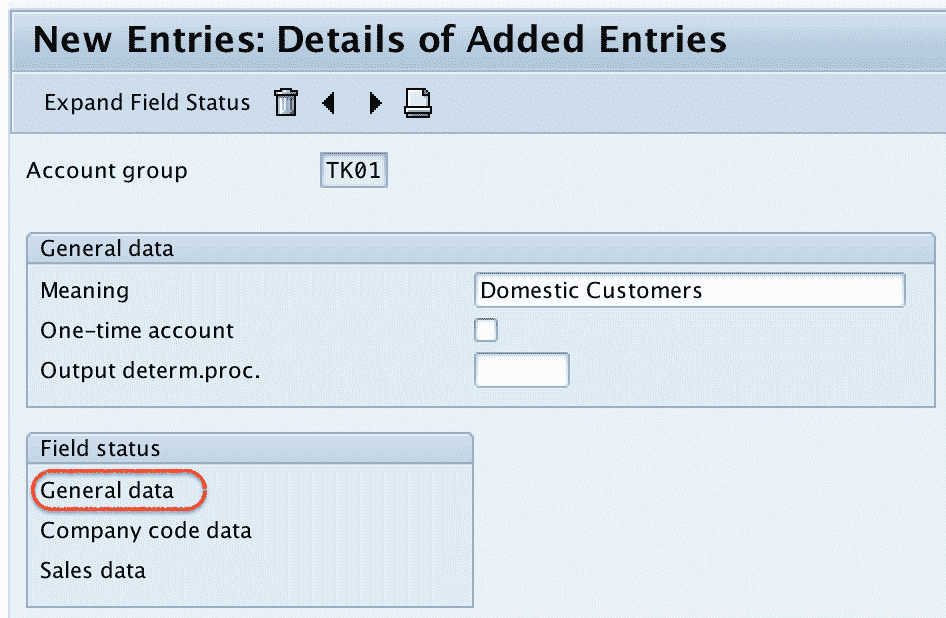 New Entries: Details of Added Entries
Expand Field Status
Account group TK01
General data
Meaning Domestic Customers
One-time account
Output determ.proc.
Field status
General data
Company code data
Sales data